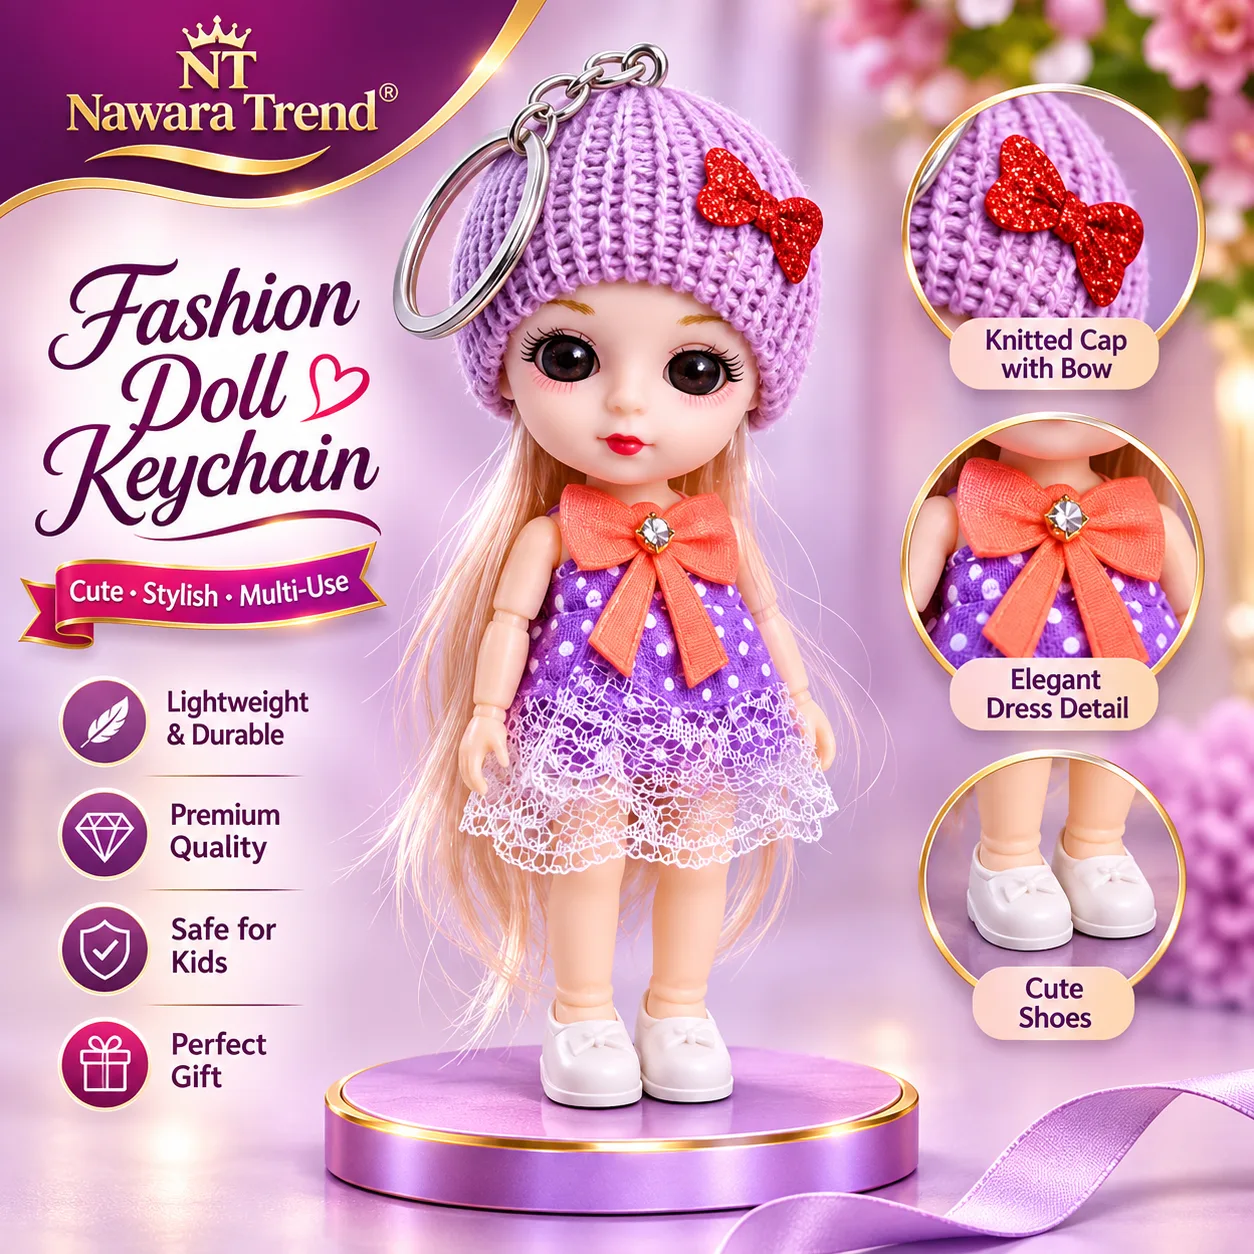 NT
Nawara Trend®
Fashion
Doll
Keychain
Cute • Stylish • Multi-Use
Lightweight
& Durable
Premium
Quality
Safe for
Kids
Perfect
Gift
Knitted Cap
with Bow
Elegant
Dress Detail
Cute
Shoes